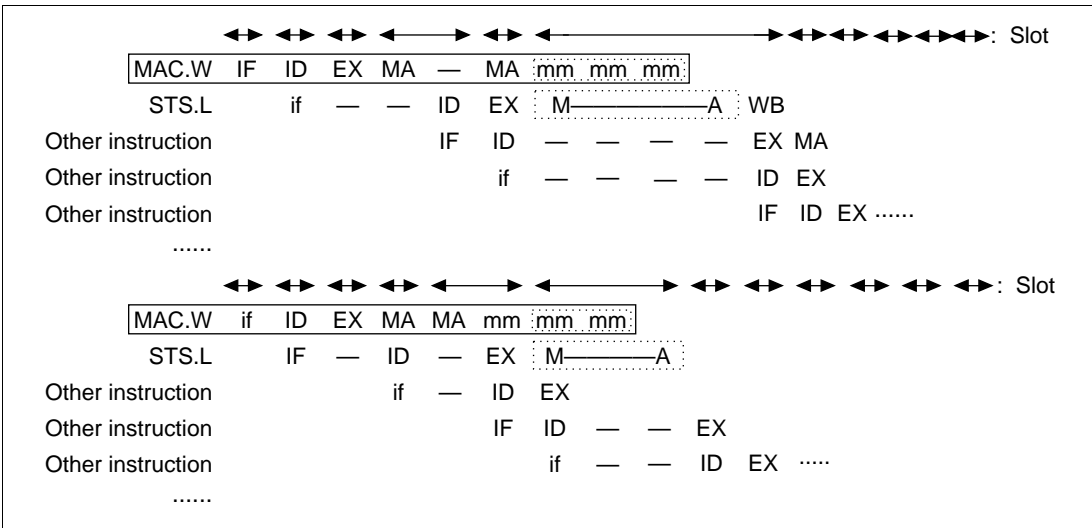 : Slot
MAC.W IF ID EX MA — MA mm mm mm
STS.L if — — ID EX M—————A WB
Other instruction IF ID — — — — EX MA
Other instruction if — — — — ID EX
Other instruction IF ID EX ······
······
: Slot
MAC.W if ID EX MA MA mm mm mm
STS.L IF — ID — EX M————A
Other instruction if — ID EX
Other instruction IF ID — — EX
Other instruction if — — ID EX ·····
······